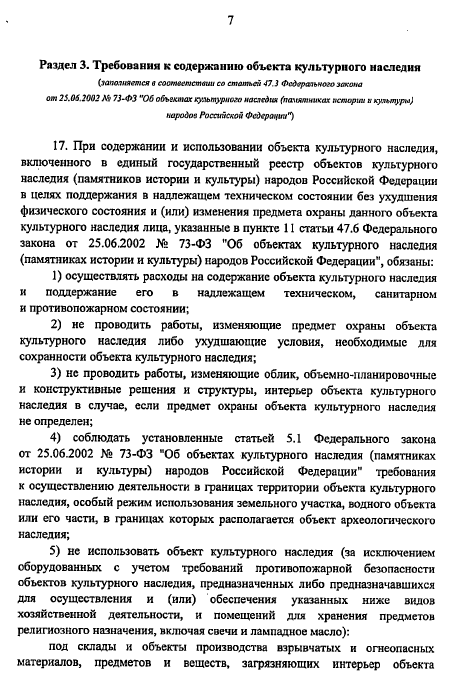 7
Раздел 3. Требования к содержанию объекта культурного наследия
(заполняется в соответствии со статьей 47.3 Федерального закона
от 25.06.2002 № 73-ФЗ "Об объектах культурного наследия (памятниках истории и культуры)
народов Российской Федерации")
17. При содержании и использовании объекта культурного наследия,
включенного в единый государственный реестр объектов культурного
наследия (памятников истории и культуры) народов Российской Федерации
в целях поддержания в надлежащем техническом состоянии без ухудшения
физического состояния и (или) изменения предмета охраны данного объекта
культурного наследия лица, указанные в пункте 11 статьи 47.6 Федерального
закона от 25.06.2002 № 73-ФЗ "Об объектах культурного наследия
(памятниках истории и культуры) народов Российской Федерации", обязаны:
1) осуществлять расходы на содержание объекта культурного наследия
и поддержание его в надлежащем техническом, санитарном
и противопожарном состоянии;
2) не проводить работы, изменяющие предмет охраны объекта
культурного наследия либо ухудшающие условия, необходимые для
сохранности объекта культурного наследия;
3) не проводить работы, изменяющие облик, объемно-планировочные
и конструктивные решения и структуры, интерьер объекта культурного
наследия в случае, если предмет охраны объекта культурного наследия
не определен;
4) соблюдать установленные статьей 5.1 Федерального закона
от 25.06.2002 № 73-ФЗ "Об объектах культурного наследия (памятниках
истории и культуры) народов Российской Федерации" требования
к осуществлению деятельности в границах территории объекта культурного
наследия, особый режим использования земельного участка, водного объекта
или его части, в границах которых располагается объект археологического
наследия;
5) не использовать объект культурного наследия (за исключением
оборудованных с учетом требований противопожарной безопасности
объектов культурного наследия, предназначенных либо предназначавшихся
для осуществления и (или) обеспечения указанных ниже видов
хозяйственной деятельности, и помещений для хранения предметов
религиозного назначения, включая свечи и лампадное масло):
под склады и объекты производства взрывчатых и огнеопасных
материалов, предметов и веществ, загрязняющих интерьер объекта